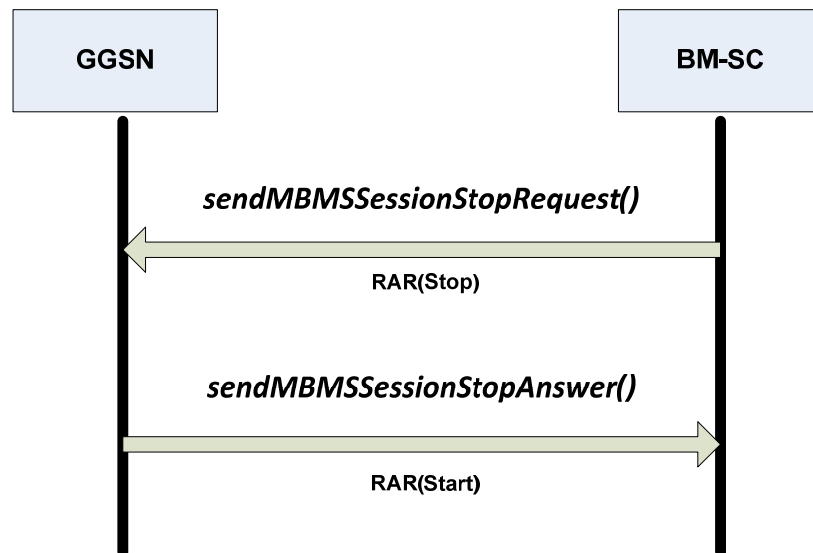 GGSN
BM-SC
sendMBMSSessionStopRequest()
RAR(Stop)
sendMBMSSessionStopAnswer()
RAR(Start)